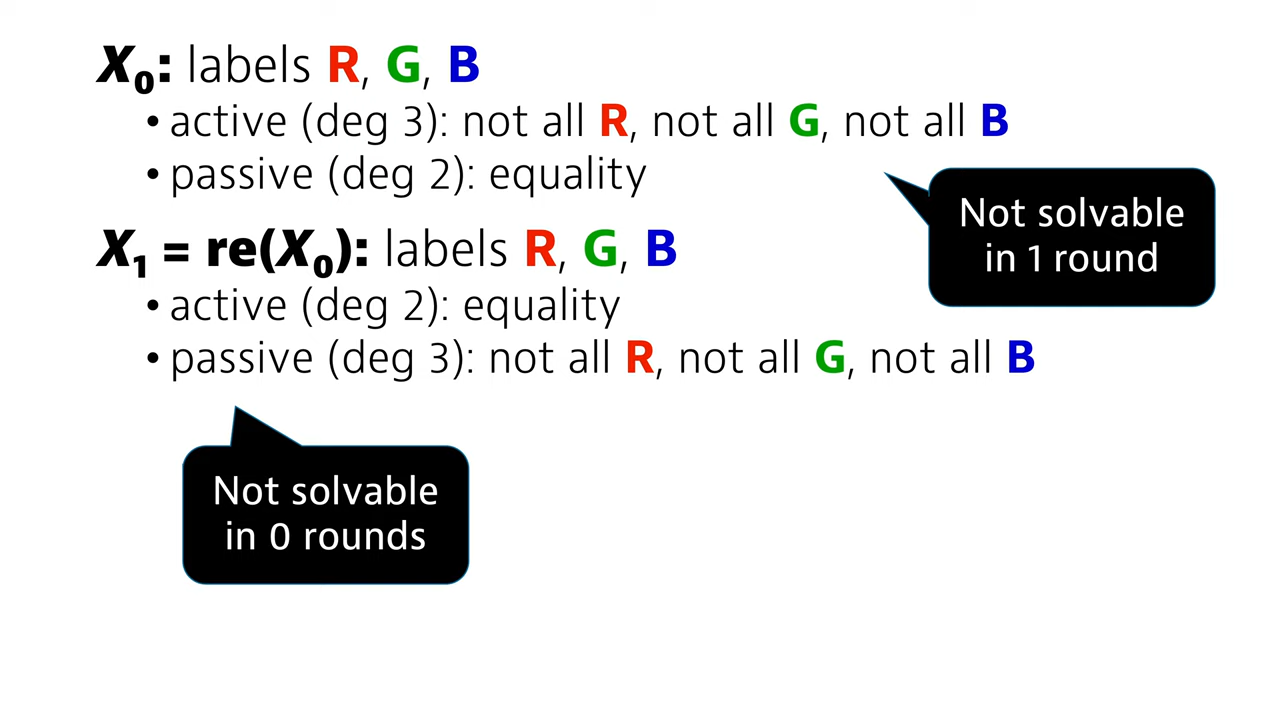 X₀: labels R, G, B
• active (deg 3): not all R, not all G, not all B
• passive (deg 2): equality
Not solvable
in 1 round
X₁ = re(X₀): labels R, G, B
• active (deg 2): equality
• passive (deg 3): not all R, not all G, not all B
Not solvable
in 0 rounds